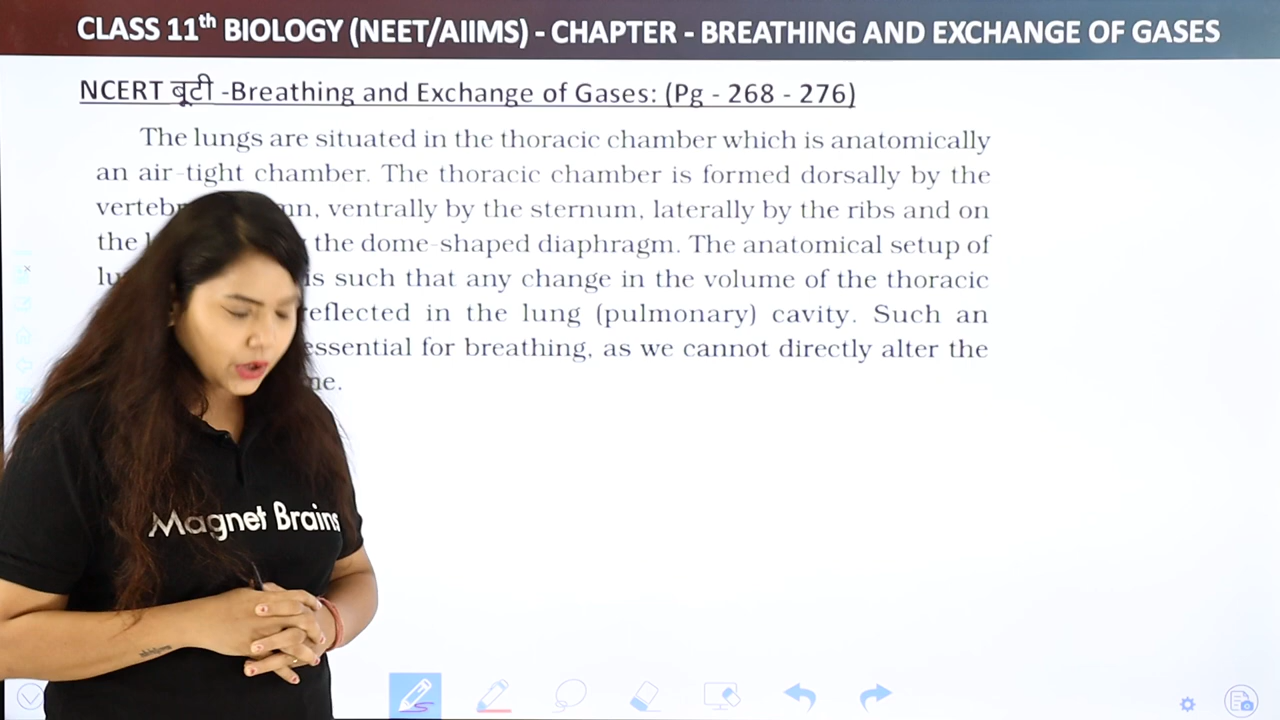 CLASS 11th BIOLOGY (NEET/AIIMS) - CHAPTER - BREATHING AND EXCHANGE OF GASES
NCERT बूटी -Breathing and Exchange of Gases: (Pg - 268 - 276)
The lungs are situated in the thoracic chamber which is anatomically
an air-tight chamber. The thoracic chamber is formed dorsally by the
ventrally by the sternum, laterally by the ribs and on
the dome-shaped diaphragm. The anatomical setup of
is such that any change in the volume of the thoracic
reflected in the lung (pulmonary) cavity. Such an
essential for breathing, as we cannot directly alter the
Magnet Brains